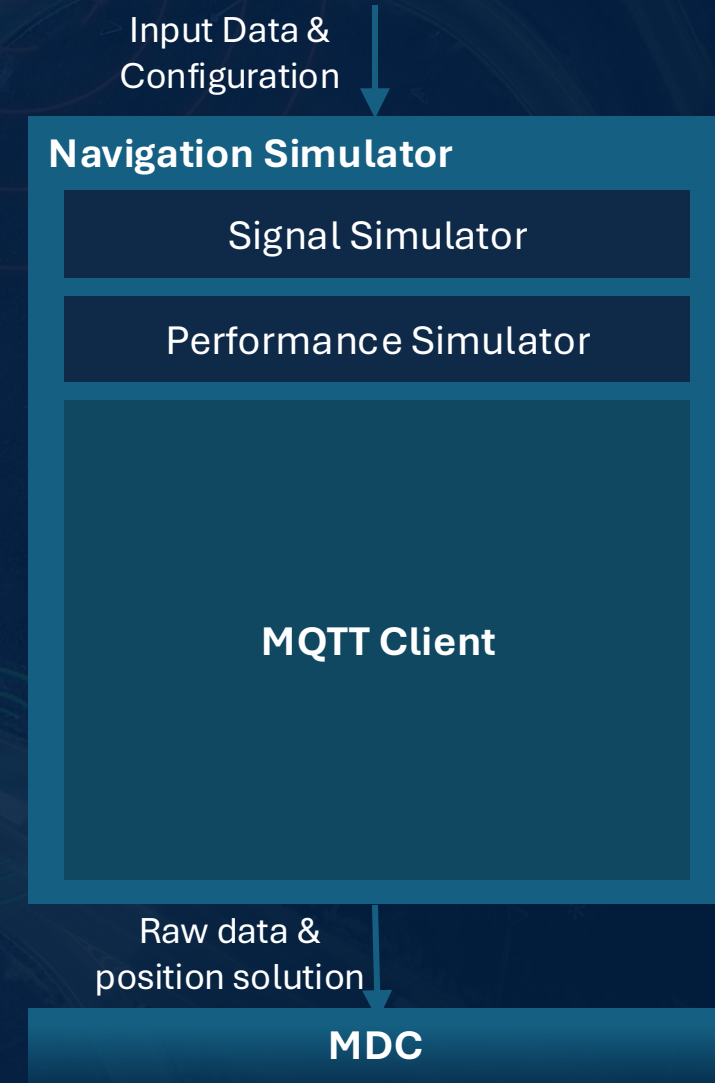 Input Data &
Configuration
Navigation Simulator
Signal Simulator
Performance Simulator
MQTT Client
Raw data &
position solution
MDC